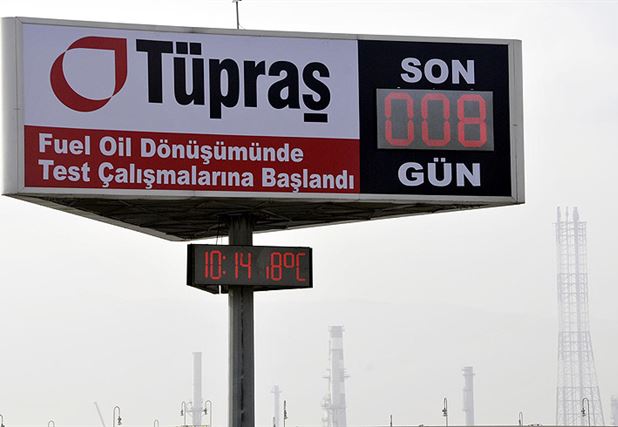 Tüpraş
Fuel Oil Dönüşümünde
Test Çalışmalarına Başlandı
SON
008
GÜN
10:14 18°C